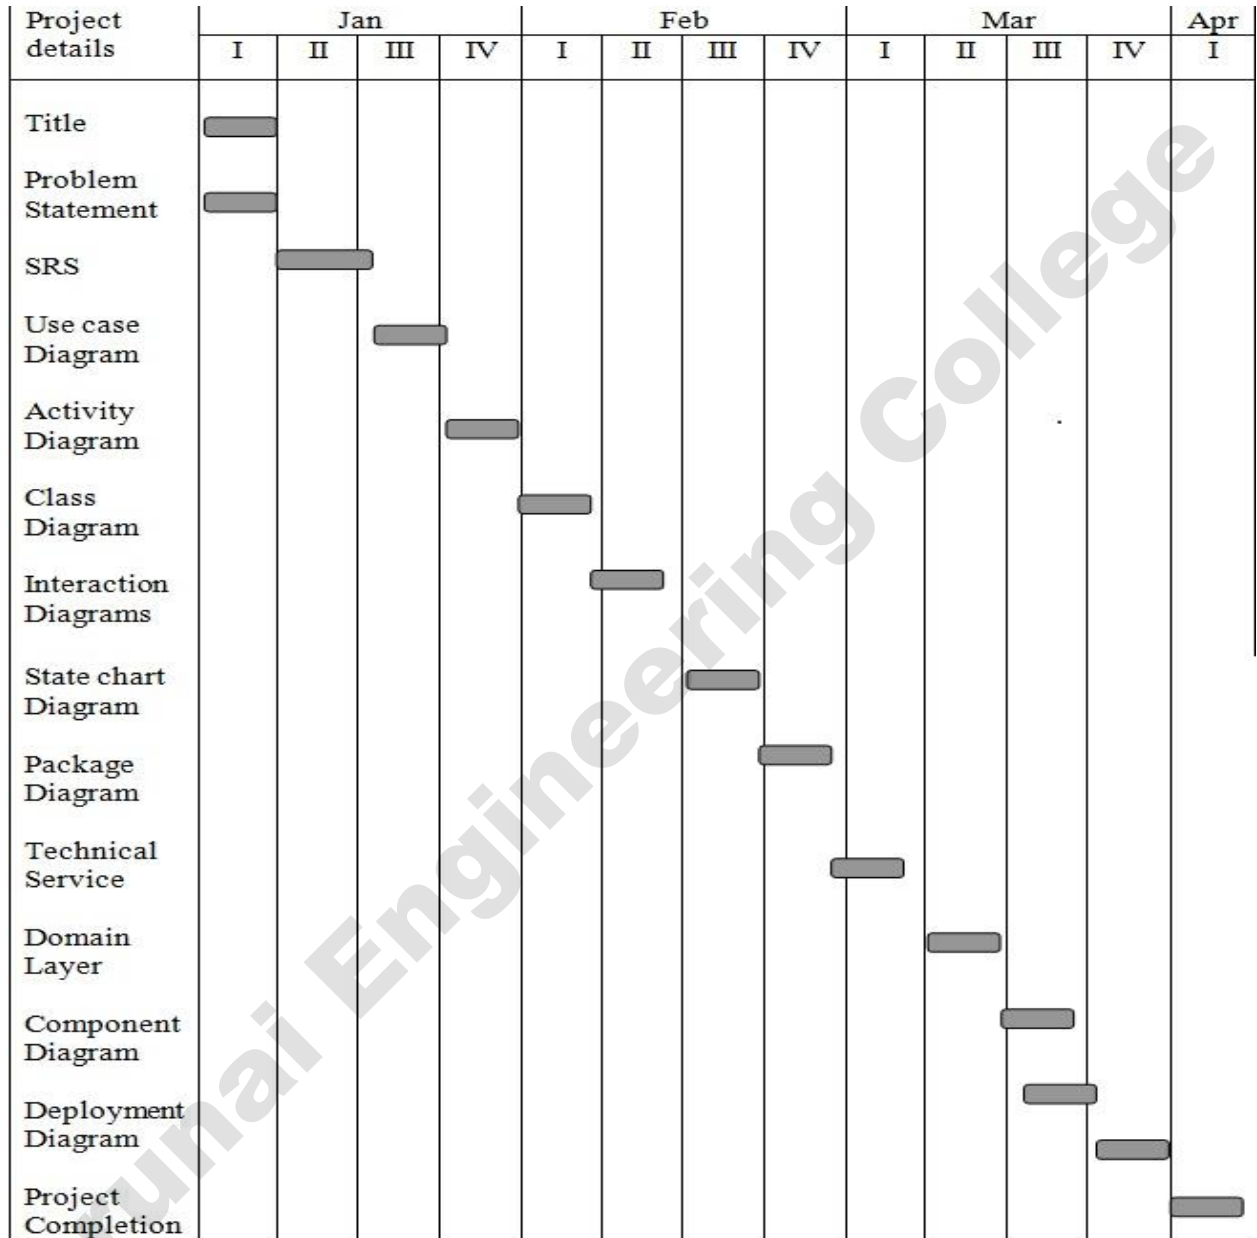 Project Jan Feb Mar Apr
details I II III IV I II III IV I II III IV I
Title
Problem
Statement
SRS
Use case
Diagram
Activity
Diagram
Class
Diagram
Interaction
Diagrams
State chart
Diagram
Package
Diagram
Technical
Service
Domain
Layer
Component
Diagram
Deployment
Diagram
Project
Completion
runai Engineering College